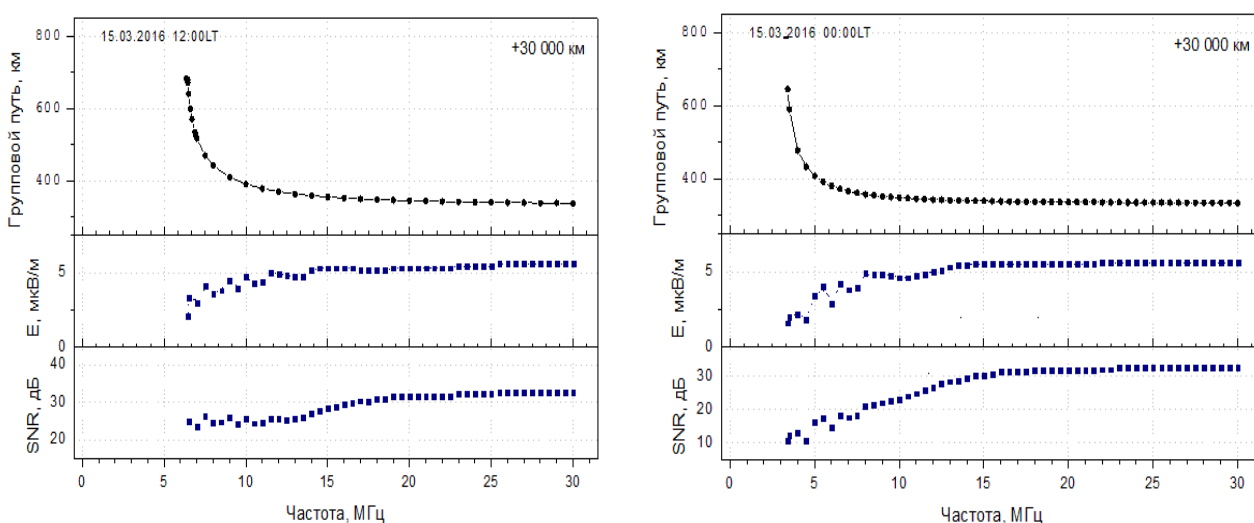 15.03.2016 12:00LT
+30 000 км
Групповой путь, км
800
600
400
E, мкВ/м
5
0
SNR, дБ
40
30
20
0 5 10 15 20 25 30
Частота, МГц
15.03.2016 00:00LT
+30 000 км
Групповой путь, км
800
600
400
200
E, мкВ/м
5
0
SNR, дБ
30
20
10
0 5 10 15 20 25 30
Частота, МГц